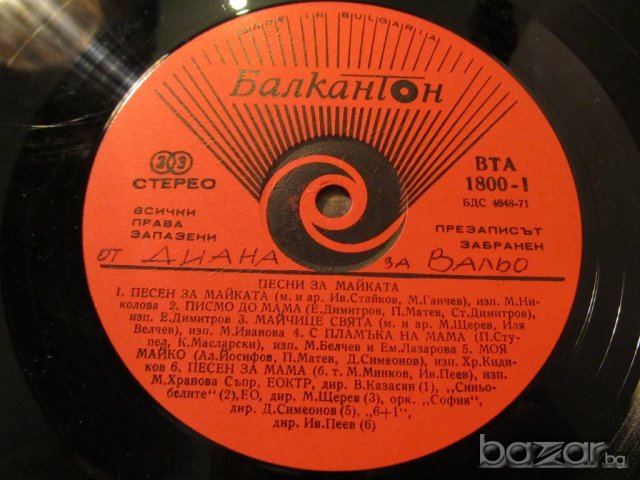 MADE IN BULGARIA
БалканТон
33
СТЕРЕО
ВТА
1800-I
БДС 4648-71
ВСИЧКИ
ПРАВА
ЗАПАЗЕНИ
ПРЕЗАПИСЪТ
ЗАБРАНЕН
от ДИАНА за Вальо
ПЕСНИ ЗА МАЙКАТА
1. ПЕСЕН ЗА МАЙКАТА (м. и ар. Ив.Стайков, М.Ганчев), изп. М.Ни-
колова 2. ПИСМО ДО МАМА (Е.Димитров, П.Матев, Ст.Димитров),
изп. Е.Димитров 3. МАЙЧИЦЕ СВЯТА (м. и ар. М.Щерев, Иля
Велчев), изп. М.Иванова 4. С ПЛАМЪКА НА МАМА (П.Сту-
пел, К.Масларски), изп. М.Белчев и Ем.Лазарова 5. МОЯ
МАЙКО (Ал.Йосифов, П.Матев, Д.Симеонов), изп. Хр.Киди-
ков 6. ПЕСЕН ЗА МАМА (б. т. М.Минков, Ив.Пеев), изп.
М.Хранова Съпр. ЕОКТР, дир. В.Казасян (1), „Синьо-
белите" (2), ЕО, дир. М.Щерев (3), орк. „София",
дир. Д.Симеонов (5), „6+1",
дир. Ив.Пеев (6)
bazar.bg